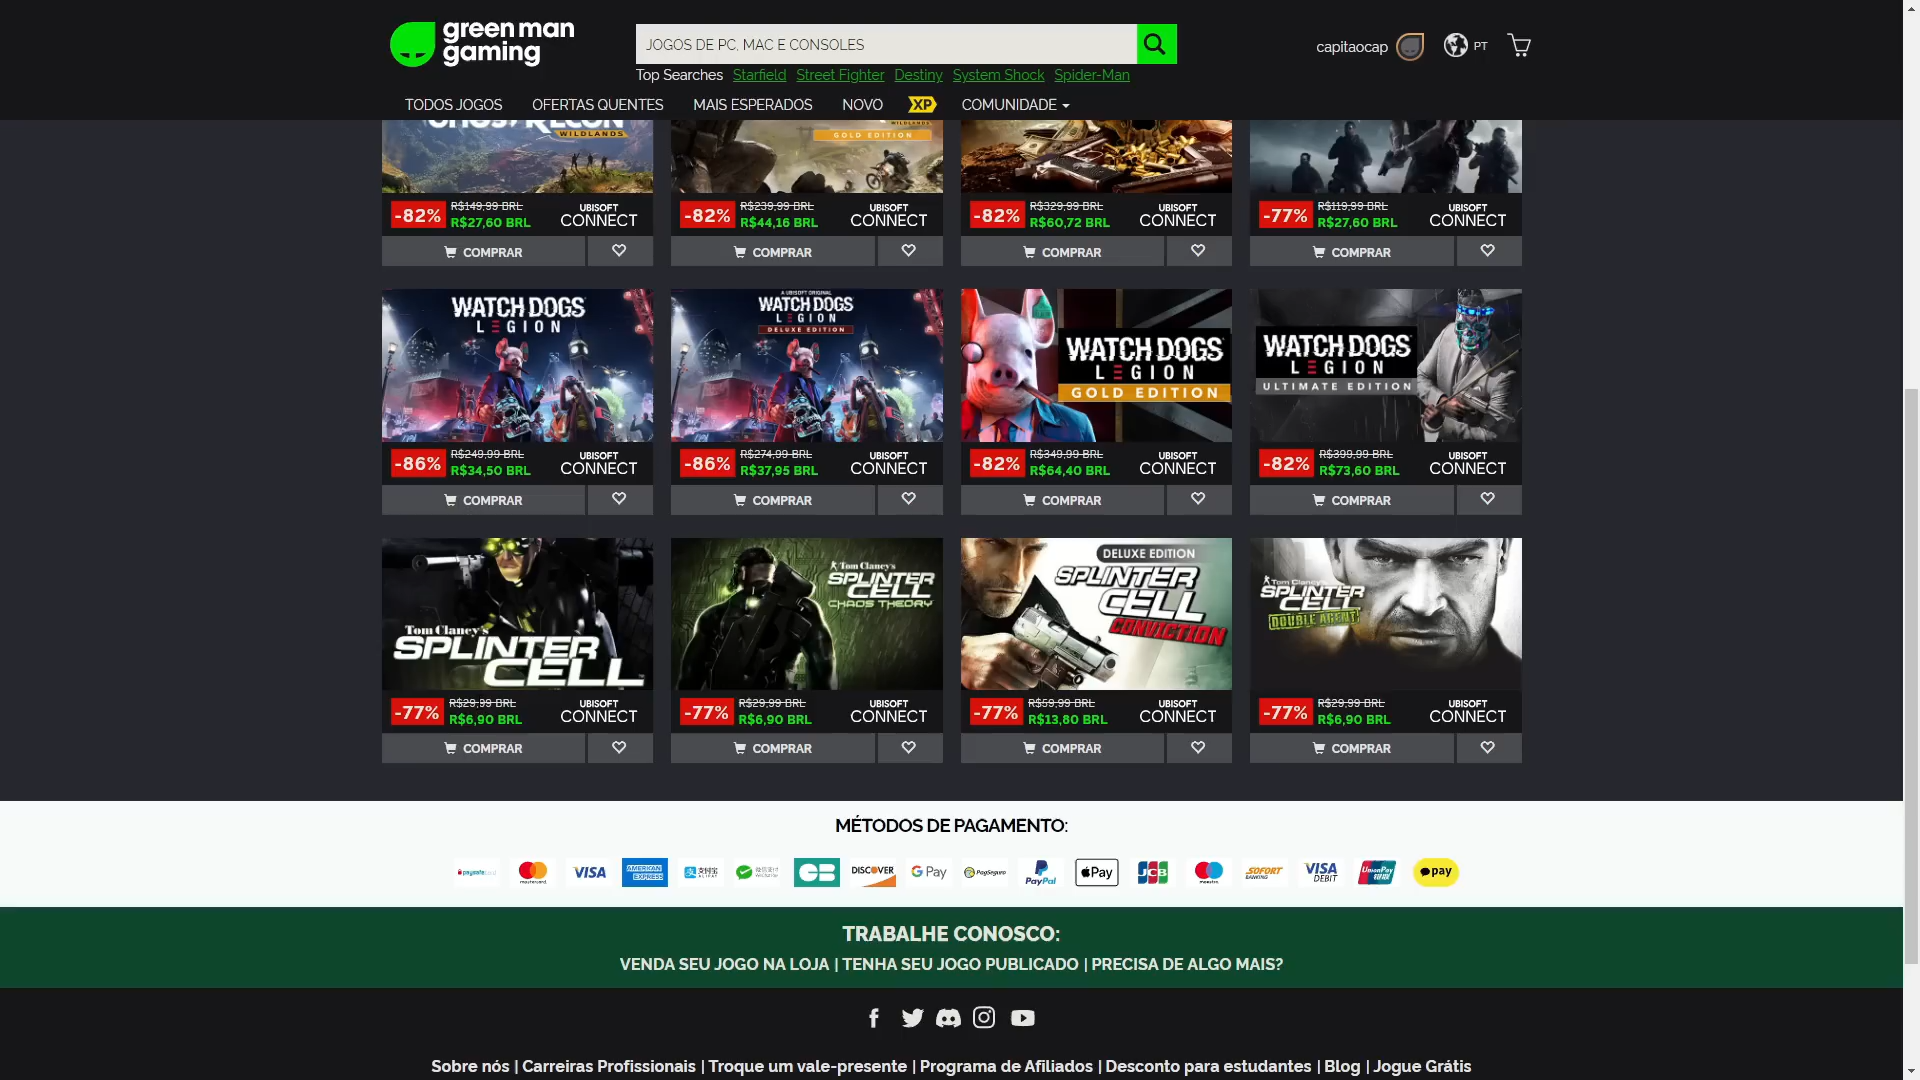 green man
gaming
JOGOS DE PC, MAC E CONSOLES
capitaocap
PT
Top Searches Starfield Street Fighter Destiny System Shock Spider-Man
TODOS JOGOS OFERTAS QUENTES MAIS ESPERADOS NOVO XP COMUNIDADE
GHOST RECON
WILDLANDS
GOLD EDITION
-82% R$149,99 BRL R$27,60 BRL UBISOFT CONNECT
-82% R$239,99 BRL R$44,16 BRL UBISOFT CONNECT
-82% R$329,99 BRL R$60,72 BRL UBISOFT CONNECT
-77% R$119,99 BRL R$27,60 BRL UBISOFT CONNECT
COMPRAR COMPRAR COMPRAR COMPRAR
WATCH DOGS
LEGION
A UBISOFT ORIGINAL
WATCH DOGS
LEGION
DELUXE EDITION
WATCH DOGS
LEGION
GOLD EDITION
WATCH DOGS
LEGION
ULTIMATE EDITION
-86% R$249,99 BRL R$34,50 BRL UBISOFT CONNECT
-86% R$274,99 BRL R$37,95 BRL UBISOFT CONNECT
-82% R$349,99 BRL R$64,40 BRL UBISOFT CONNECT
-82% R$399,99 BRL R$73,60 BRL UBISOFT CONNECT
COMPRAR COMPRAR COMPRAR COMPRAR
Tom Clancy's
SPLINTER
CELL
Tom Clancy's
SPLINTER
CELL
CHAOS THEORY
DELUXE EDITION
SPLINTER
CELL
CONVICTION
Tom Clancy's
SPLINTER
CELL
DOUBLE AGENT
-77% R$29,99 BRL R$6,90 BRL UBISOFT CONNECT
-77% R$29,99 BRL R$6,90 BRL UBISOFT CONNECT
-77% R$59,99 BRL R$13,80 BRL UBISOFT CONNECT
-77% R$29,99 BRL R$6,90 BRL UBISOFT CONNECT
COMPRAR COMPRAR COMPRAR COMPRAR
MÉTODOS DE PAGAMENTO:
mastercard VISA AMERICAN EXPRESS CB DISCOVER G Pay PagSeguro PayPal Pay JCB maestro SOFORT BANKING VISA DEBIT UnionPay pay
TRABALHE CONOSCO:
VENDA SEU JOGO NA LOJA | TENHA SEU JOGO PUBLICADO | PRECISA DE ALGO MAIS?
Sobre nós | Carreiras Profissionais | Troque um vale-presente | Programa de Afiliados | Desconto para estudantes | Blog | Jogue Grátis